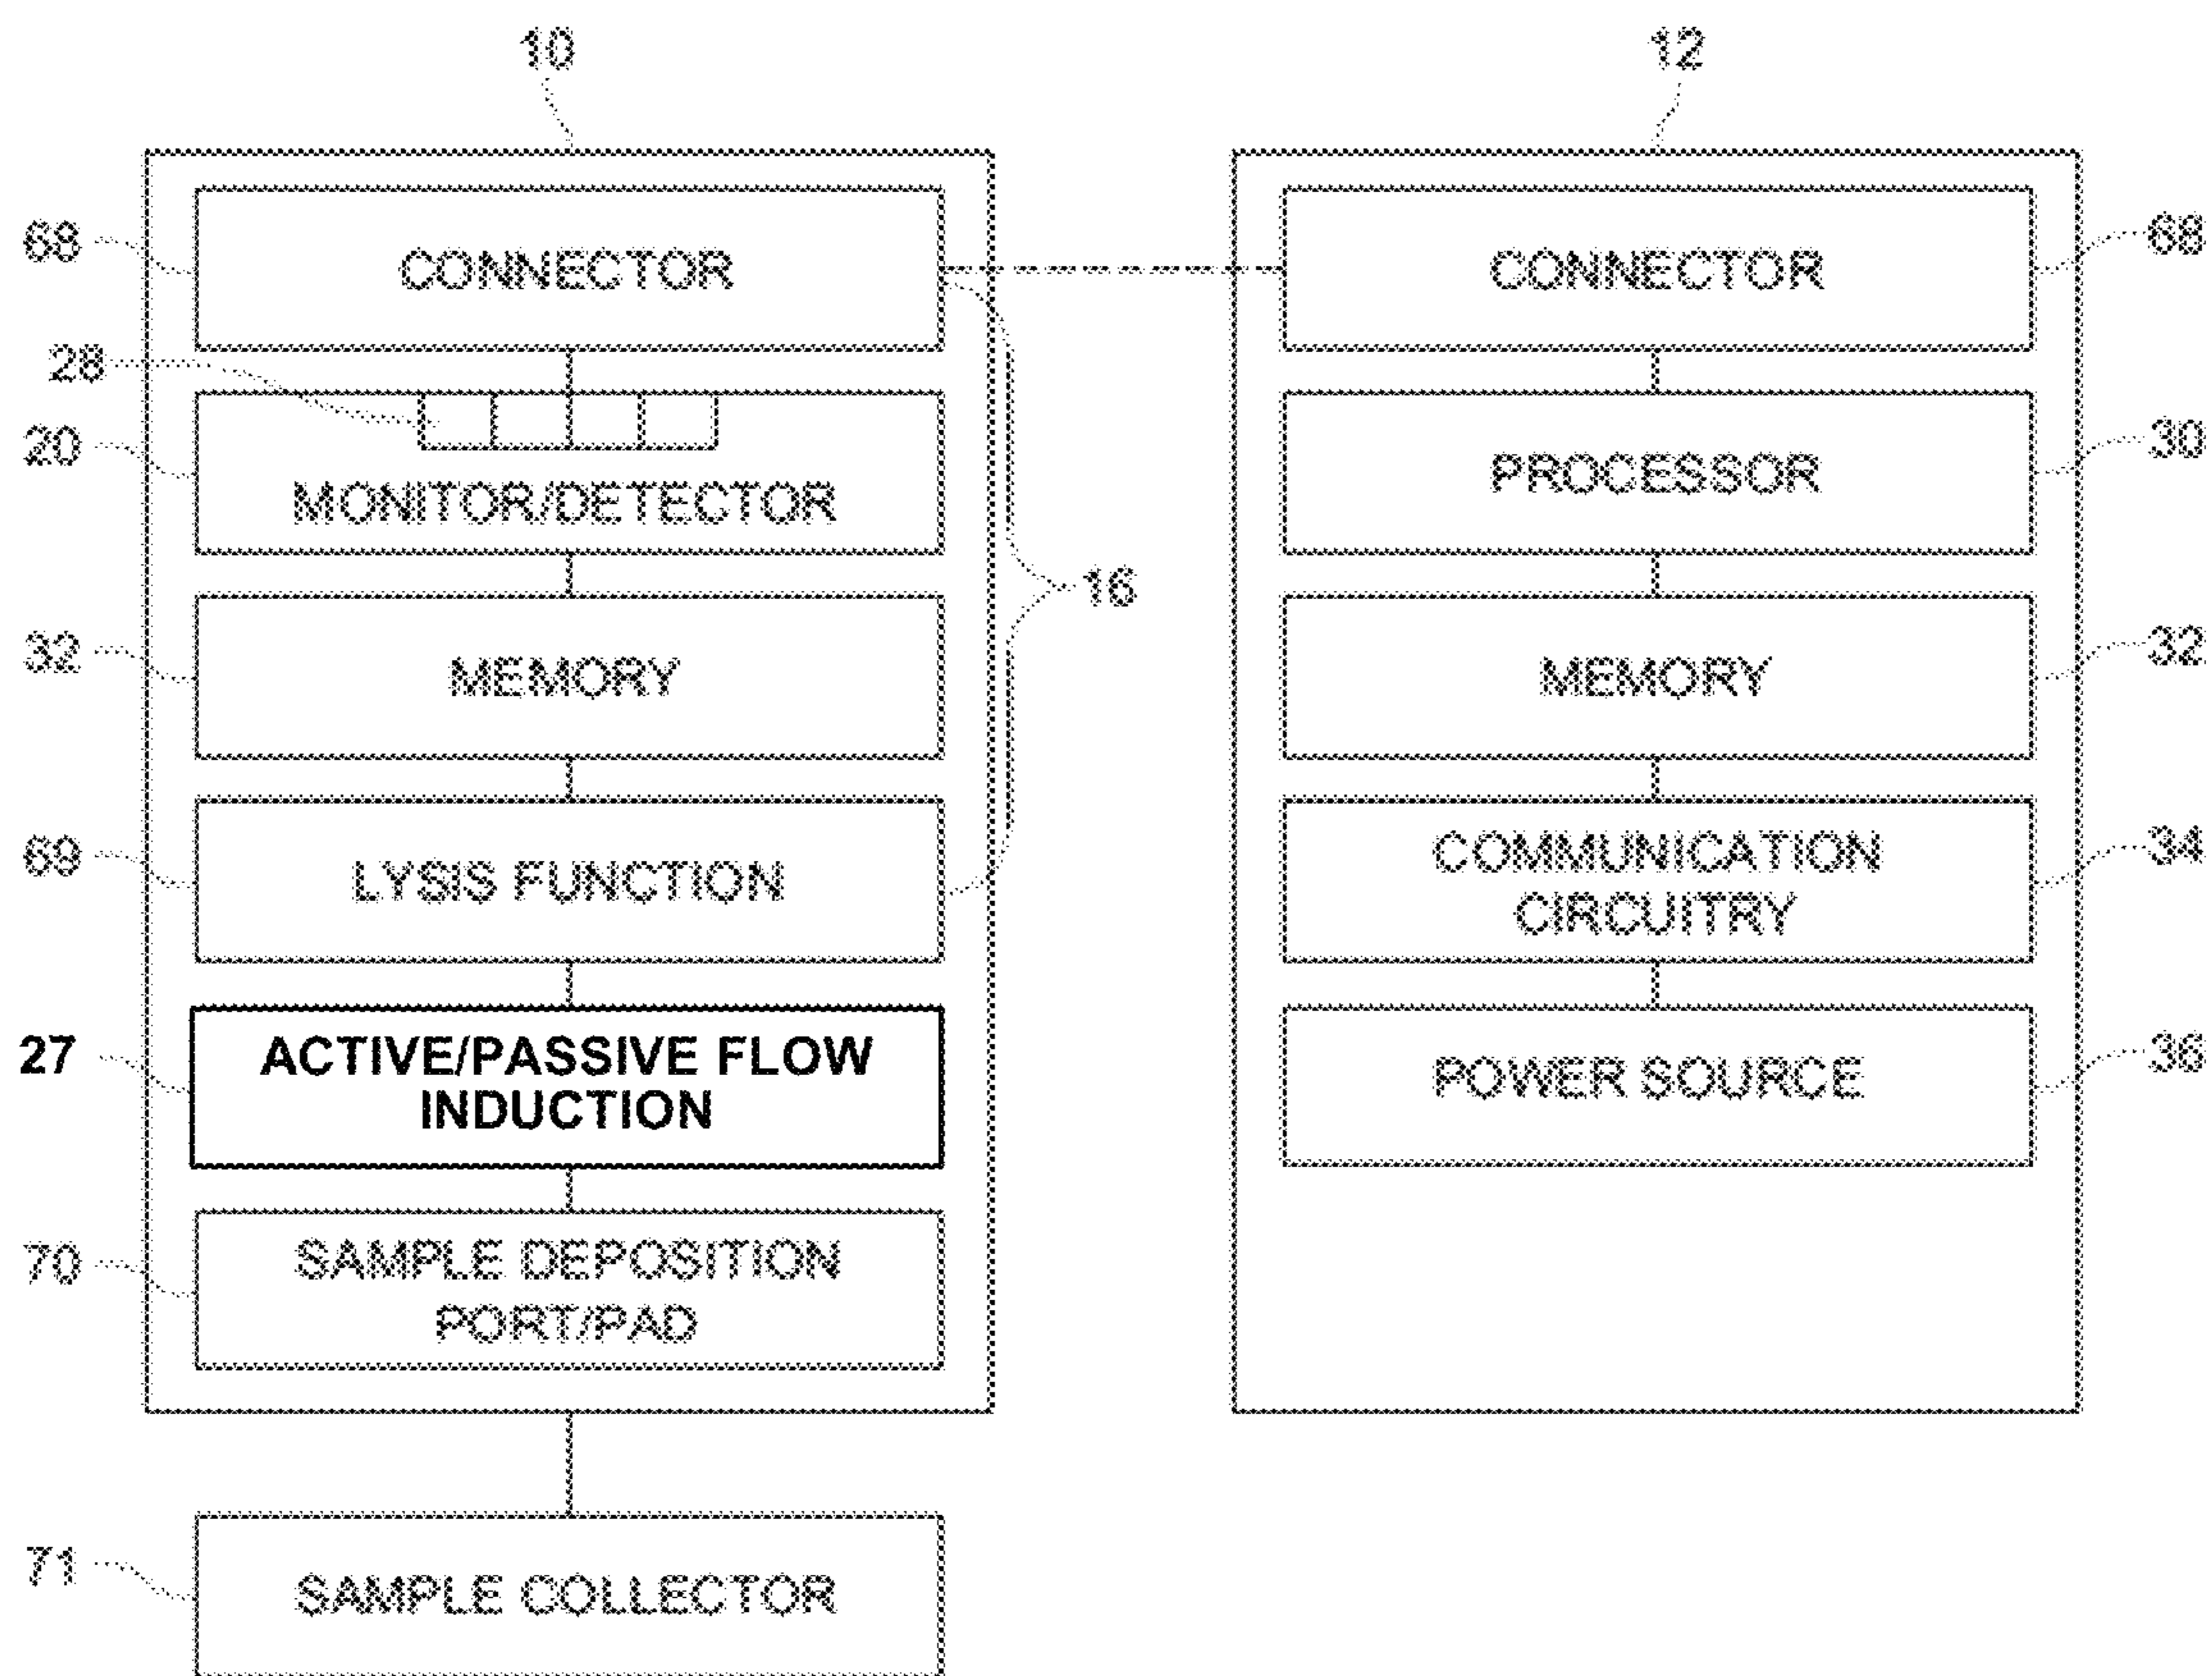 10
12
68
CONNECTOR
CONNECTOR
68
28
20
MONITOR/DETECTOR
PROCESSOR
30
16
32
MEMORY
MEMORY
32
69
LYSIS FUNCTION
COMMUNICATION
CIRCUITRY
34
27
ACTIVE/PASSIVE FLOW
INDUCTION
POWER SOURCE
36
70
SAMPLE DEPOSITION
PORT/PAD
71
SAMPLE COLLECTOR